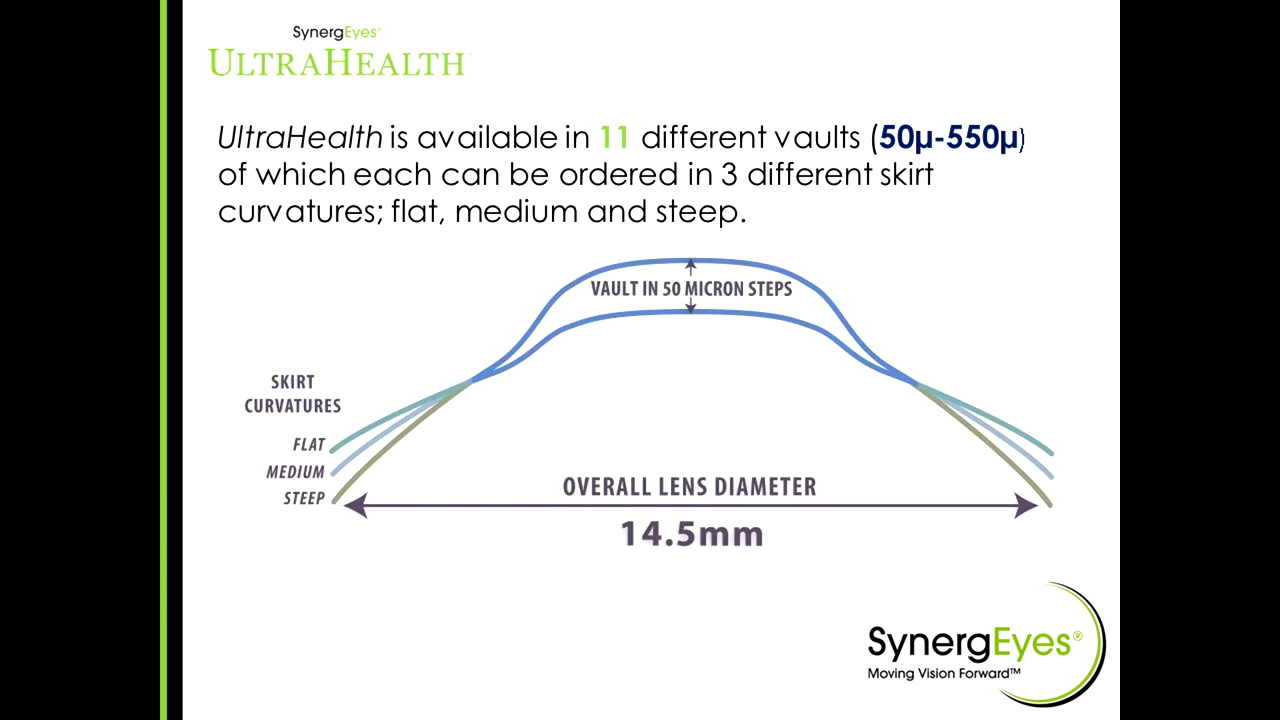 SynergEyes®
ULTRAHEALTH
UltraHealth is available in 11 different vaults (50µ-550µ)
of which each can be ordered in 3 different skirt
curvatures; flat, medium and steep.
VAULT IN 50 MICRON STEPS
SKIRT
CURVATURES
FLAT
MEDIUM
STEEP
OVERALL LENS DIAMETER
14.5mm
SynergEyes®
Moving Vision Forward™